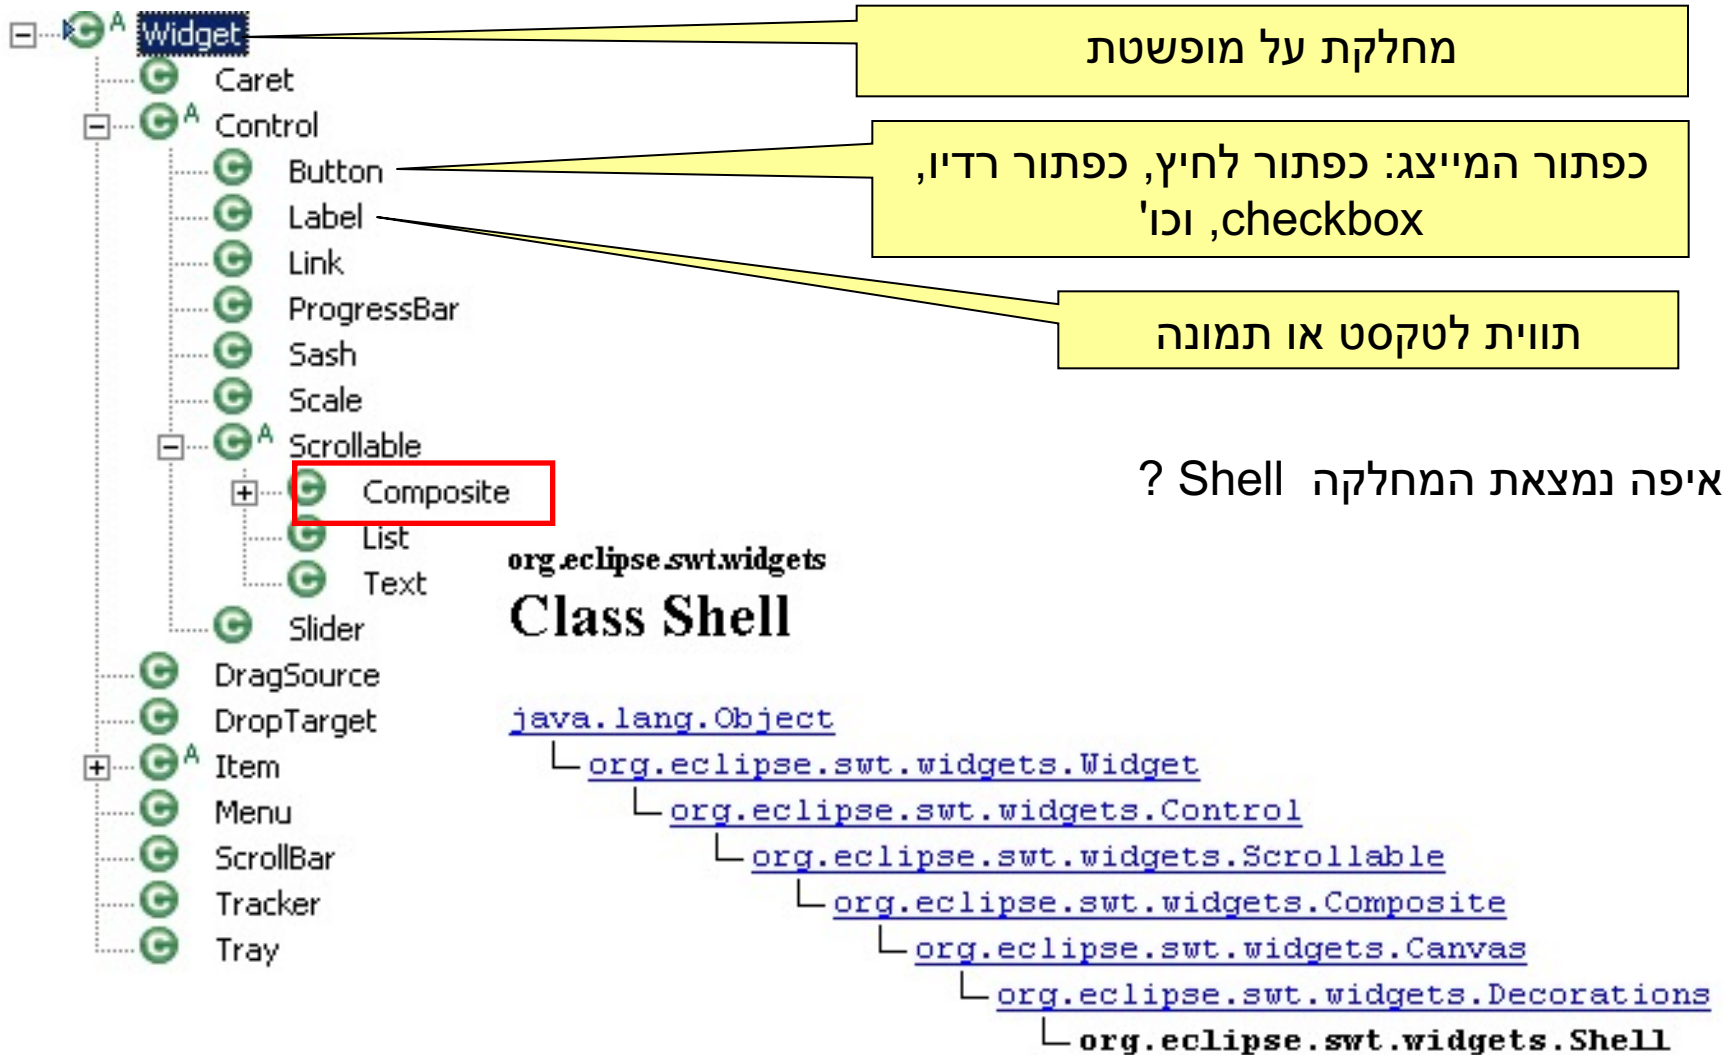 Widget
Caret
Control
Button
Label
Link
ProgressBar
Sash
Scale
Scrollable
Composite
List
Text
Slider
DragSource
DropTarget
Item
Menu
ScrollBar
Tracker
Tray
מחלקת על מופשטת
כפתור המייצג: כפתור לחיץ, כפתור רדיו,
checkbox, וכו'
תווית לטקסט או תמונה
איפה נמצאת המחלקה Shell ?
org.eclipse.swt.widgets
Class Shell
java.lang.Object
org.eclipse.swt.widgets.Widget
org.eclipse.swt.widgets.Control
org.eclipse.swt.widgets.Scrollable
org.eclipse.swt.widgets.Composite
org.eclipse.swt.widgets.Canvas
org.eclipse.swt.widgets.Decorations
org.eclipse.swt.widgets.Shell